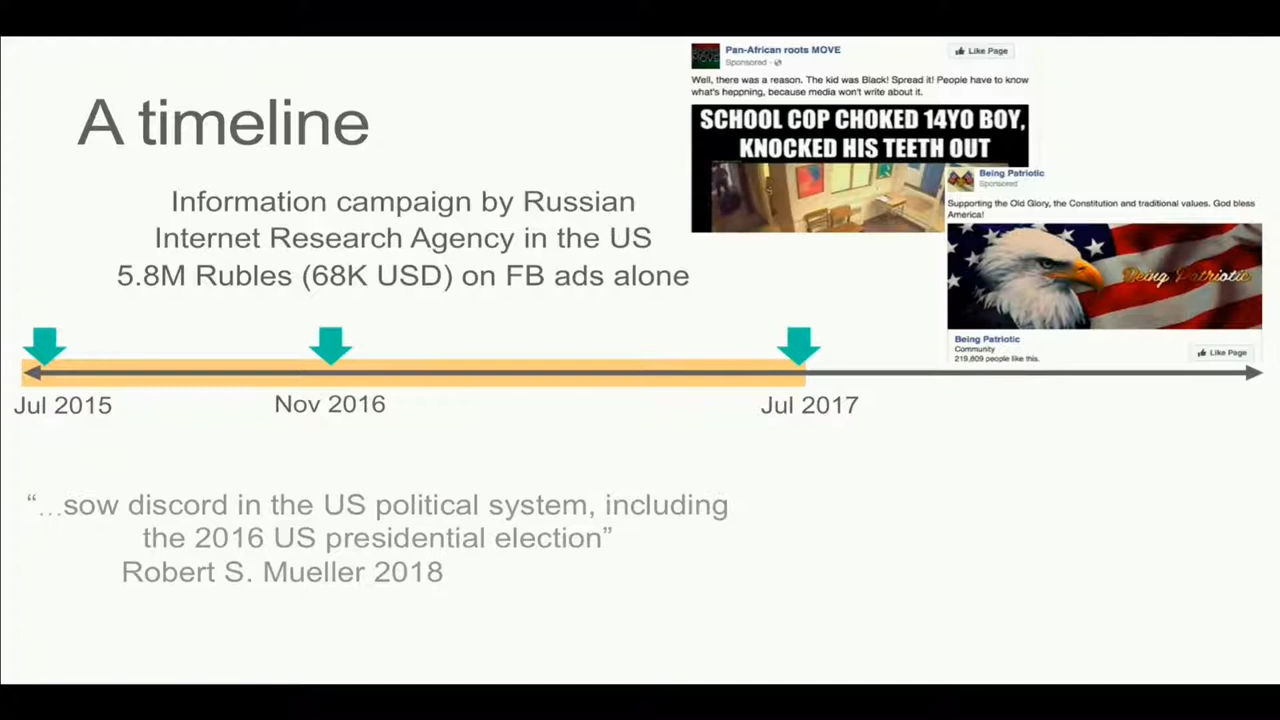 A timeline
Information campaign by Russian
Internet Research Agency in the US
5.8M Rubles (68K USD) on FB ads alone
Pan-African roots MOVE
Like Page
Sponsored ·
Well, there was a reason. The kid was Black! Spread it! People have to know
what's heppning, because media won't write about it.
SCHOOL COP CHOKED 14YO BOY,
KNOCKED HIS TEETH OUT
Being Patriotic
Sponsored
Supporting the Old Glory, the Constitution and traditional values. God bless
America!
Being Patriotic
Being Patriotic
Community
219,809 people like this.
Like Page
Jul 2015
Nov 2016
Jul 2017
“…sow discord in the US political system, including
the 2016 US presidential election”
Robert S. Mueller 2018